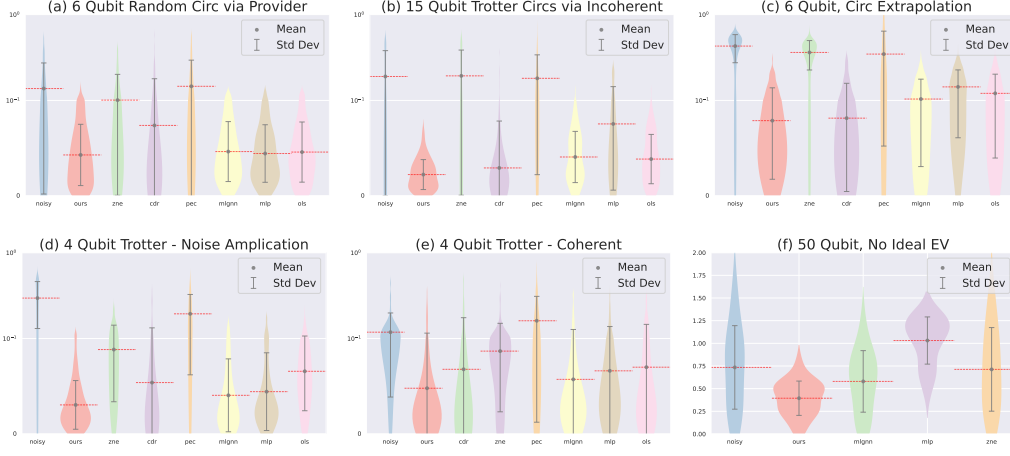 (a) 6 Qubit Random Circ via Provider
10⁰
10⁻¹
0
Mean
Std Dev
noisy ours zne cdr pec mlgnn mlp ols
(b) 15 Qubit Trotter Circs via Incoherent
10⁰
10⁻¹
0
Mean
Std Dev
noisy ours zne cdr pec mlgnn mlp ols
(c) 6 Qubit, Circ Extrapolation
10⁰
10⁻¹
0
Mean
Std Dev
noisy ours zne cdr pec mlgnn mlp ols
(d) 4 Qubit Trotter - Noise Amplication
10⁰
10⁻¹
0
Mean
Std Dev
noisy ours zne cdr pec mlgnn mlp ols
(e) 4 Qubit Trotter - Coherent
10⁰
10⁻¹
0
Mean
Std Dev
noisy ours cdr zne pec mlgnn mlp ols
(f) 50 Qubit, No Ideal EV
2.00
1.75
1.50
1.25
1.00
0.75
0.50
0.25
0.00
Mean
Std Dev
noisy ours mlgnn mlp zne